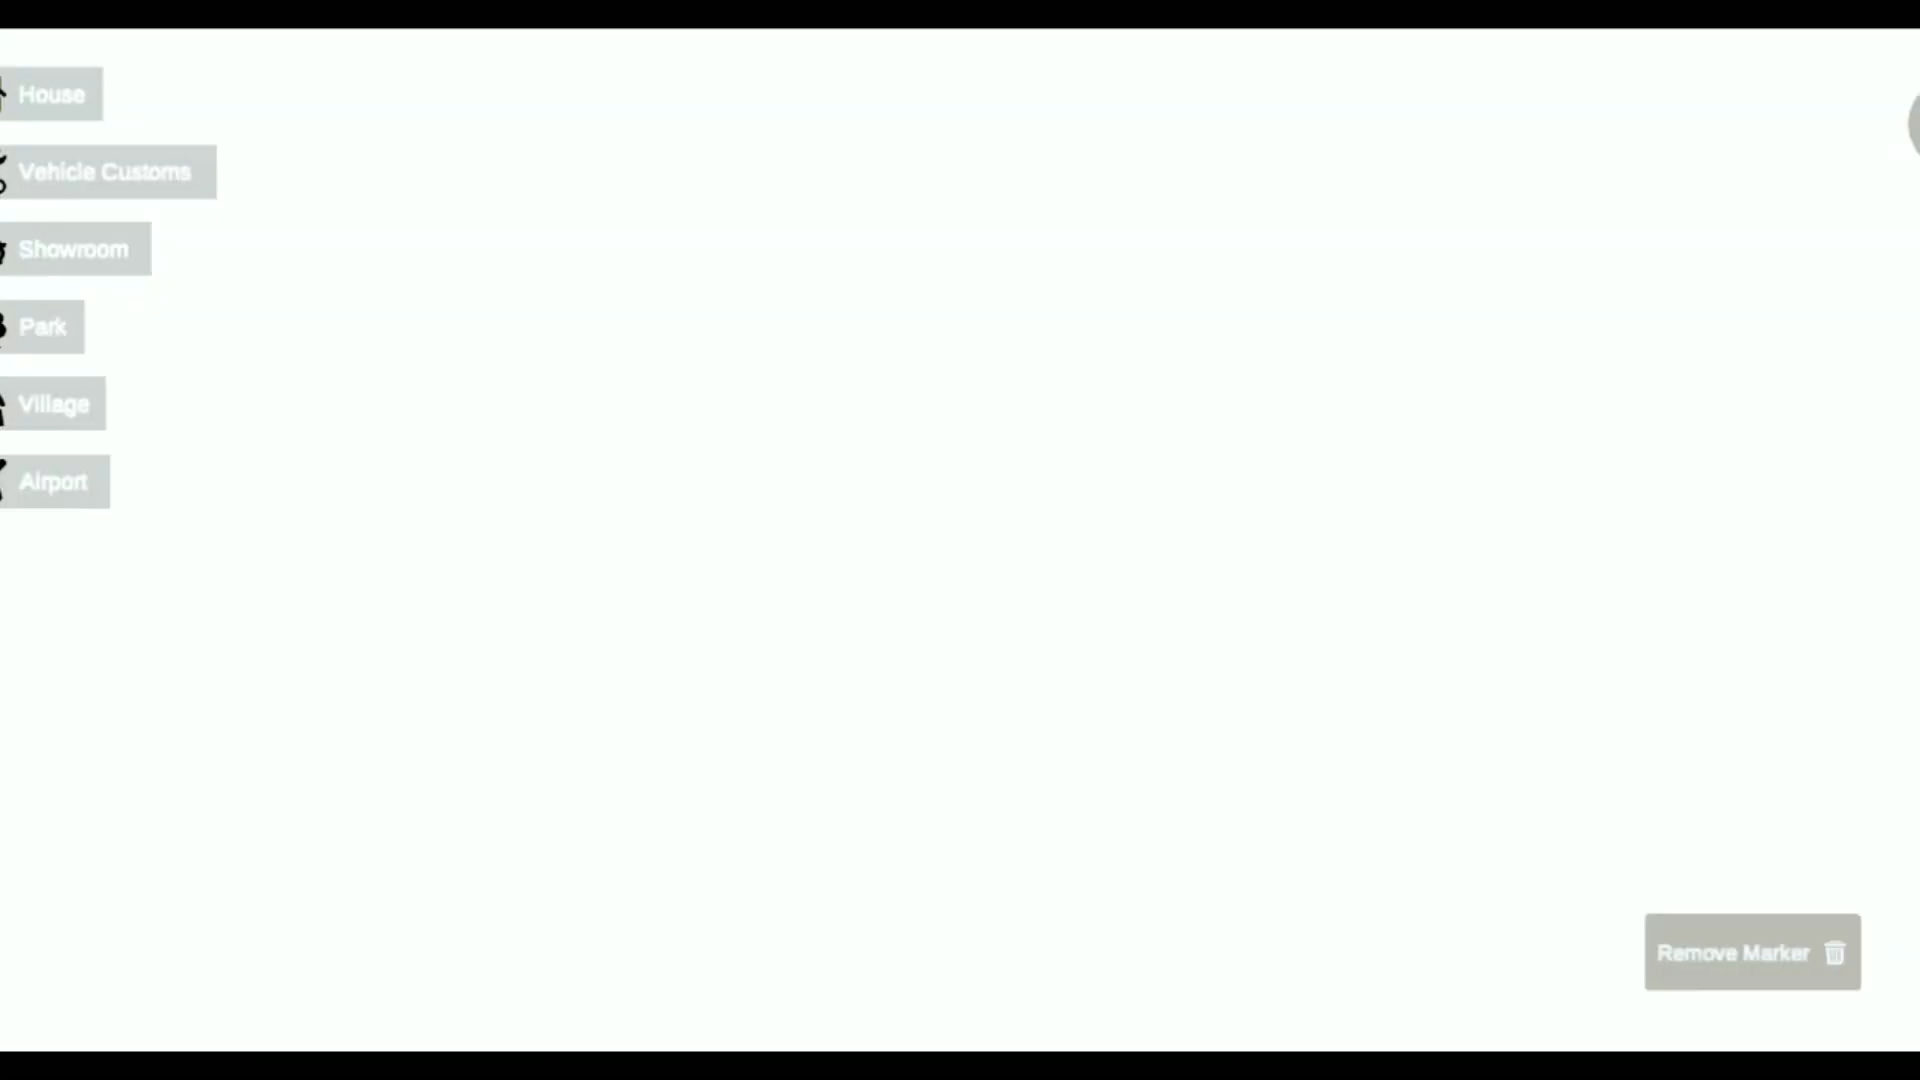 House
Vehicle Customs
Showroom
Park
Village
Airport
Remove Marker